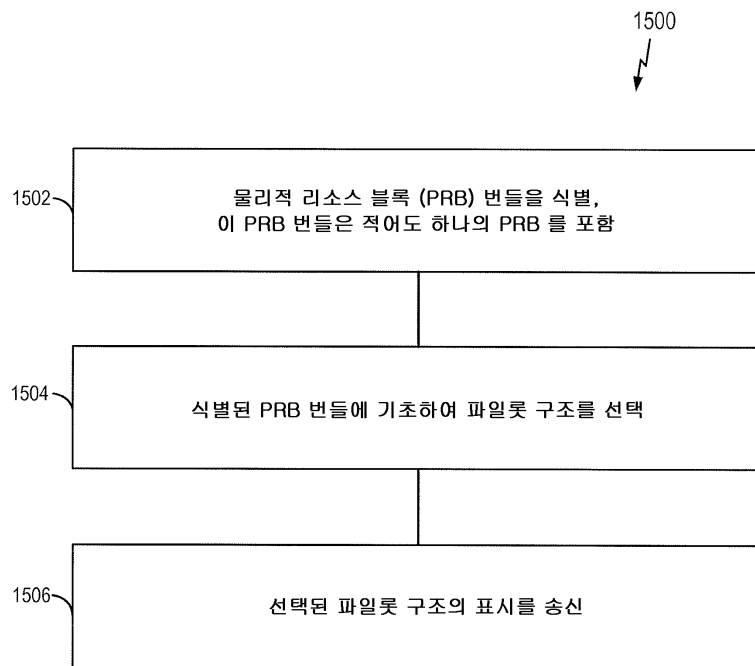 1500
1502
물리적 리소스 블록 (PRB) 번들을 식별,
이 PRB 번들은 적어도 하나의 PRB 를 포함
1504
식별된 PRB 번들에 기초하여 파일롯 구조를 선택
1506
선택된 파일롯 구조의 표시를 송신